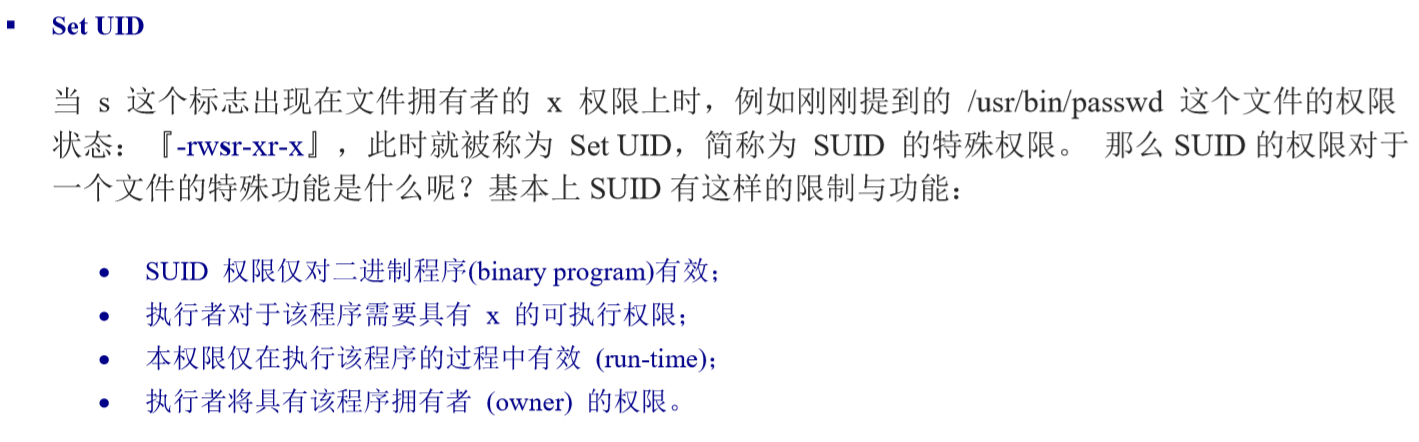 ▪ Set UID
当 s 这个标志出现在文件拥有者的 x 权限上时，例如刚刚提到的 /usr/bin/passwd 这个文件的权限
状态：『-rwsr-xr-x』，此时就被称为 Set UID，简称为 SUID 的特殊权限。 那么 SUID 的权限对于
一个文件的特殊功能是什么呢？基本上 SUID 有这样的限制与功能：
• SUID 权限仅对二进制程序(binary program)有效；
• 执行者对于该程序需要具有 x 的可执行权限；
• 本权限仅在执行该程序的过程中有效 (run-time)；
• 执行者将具有该程序拥有者 (owner) 的权限。